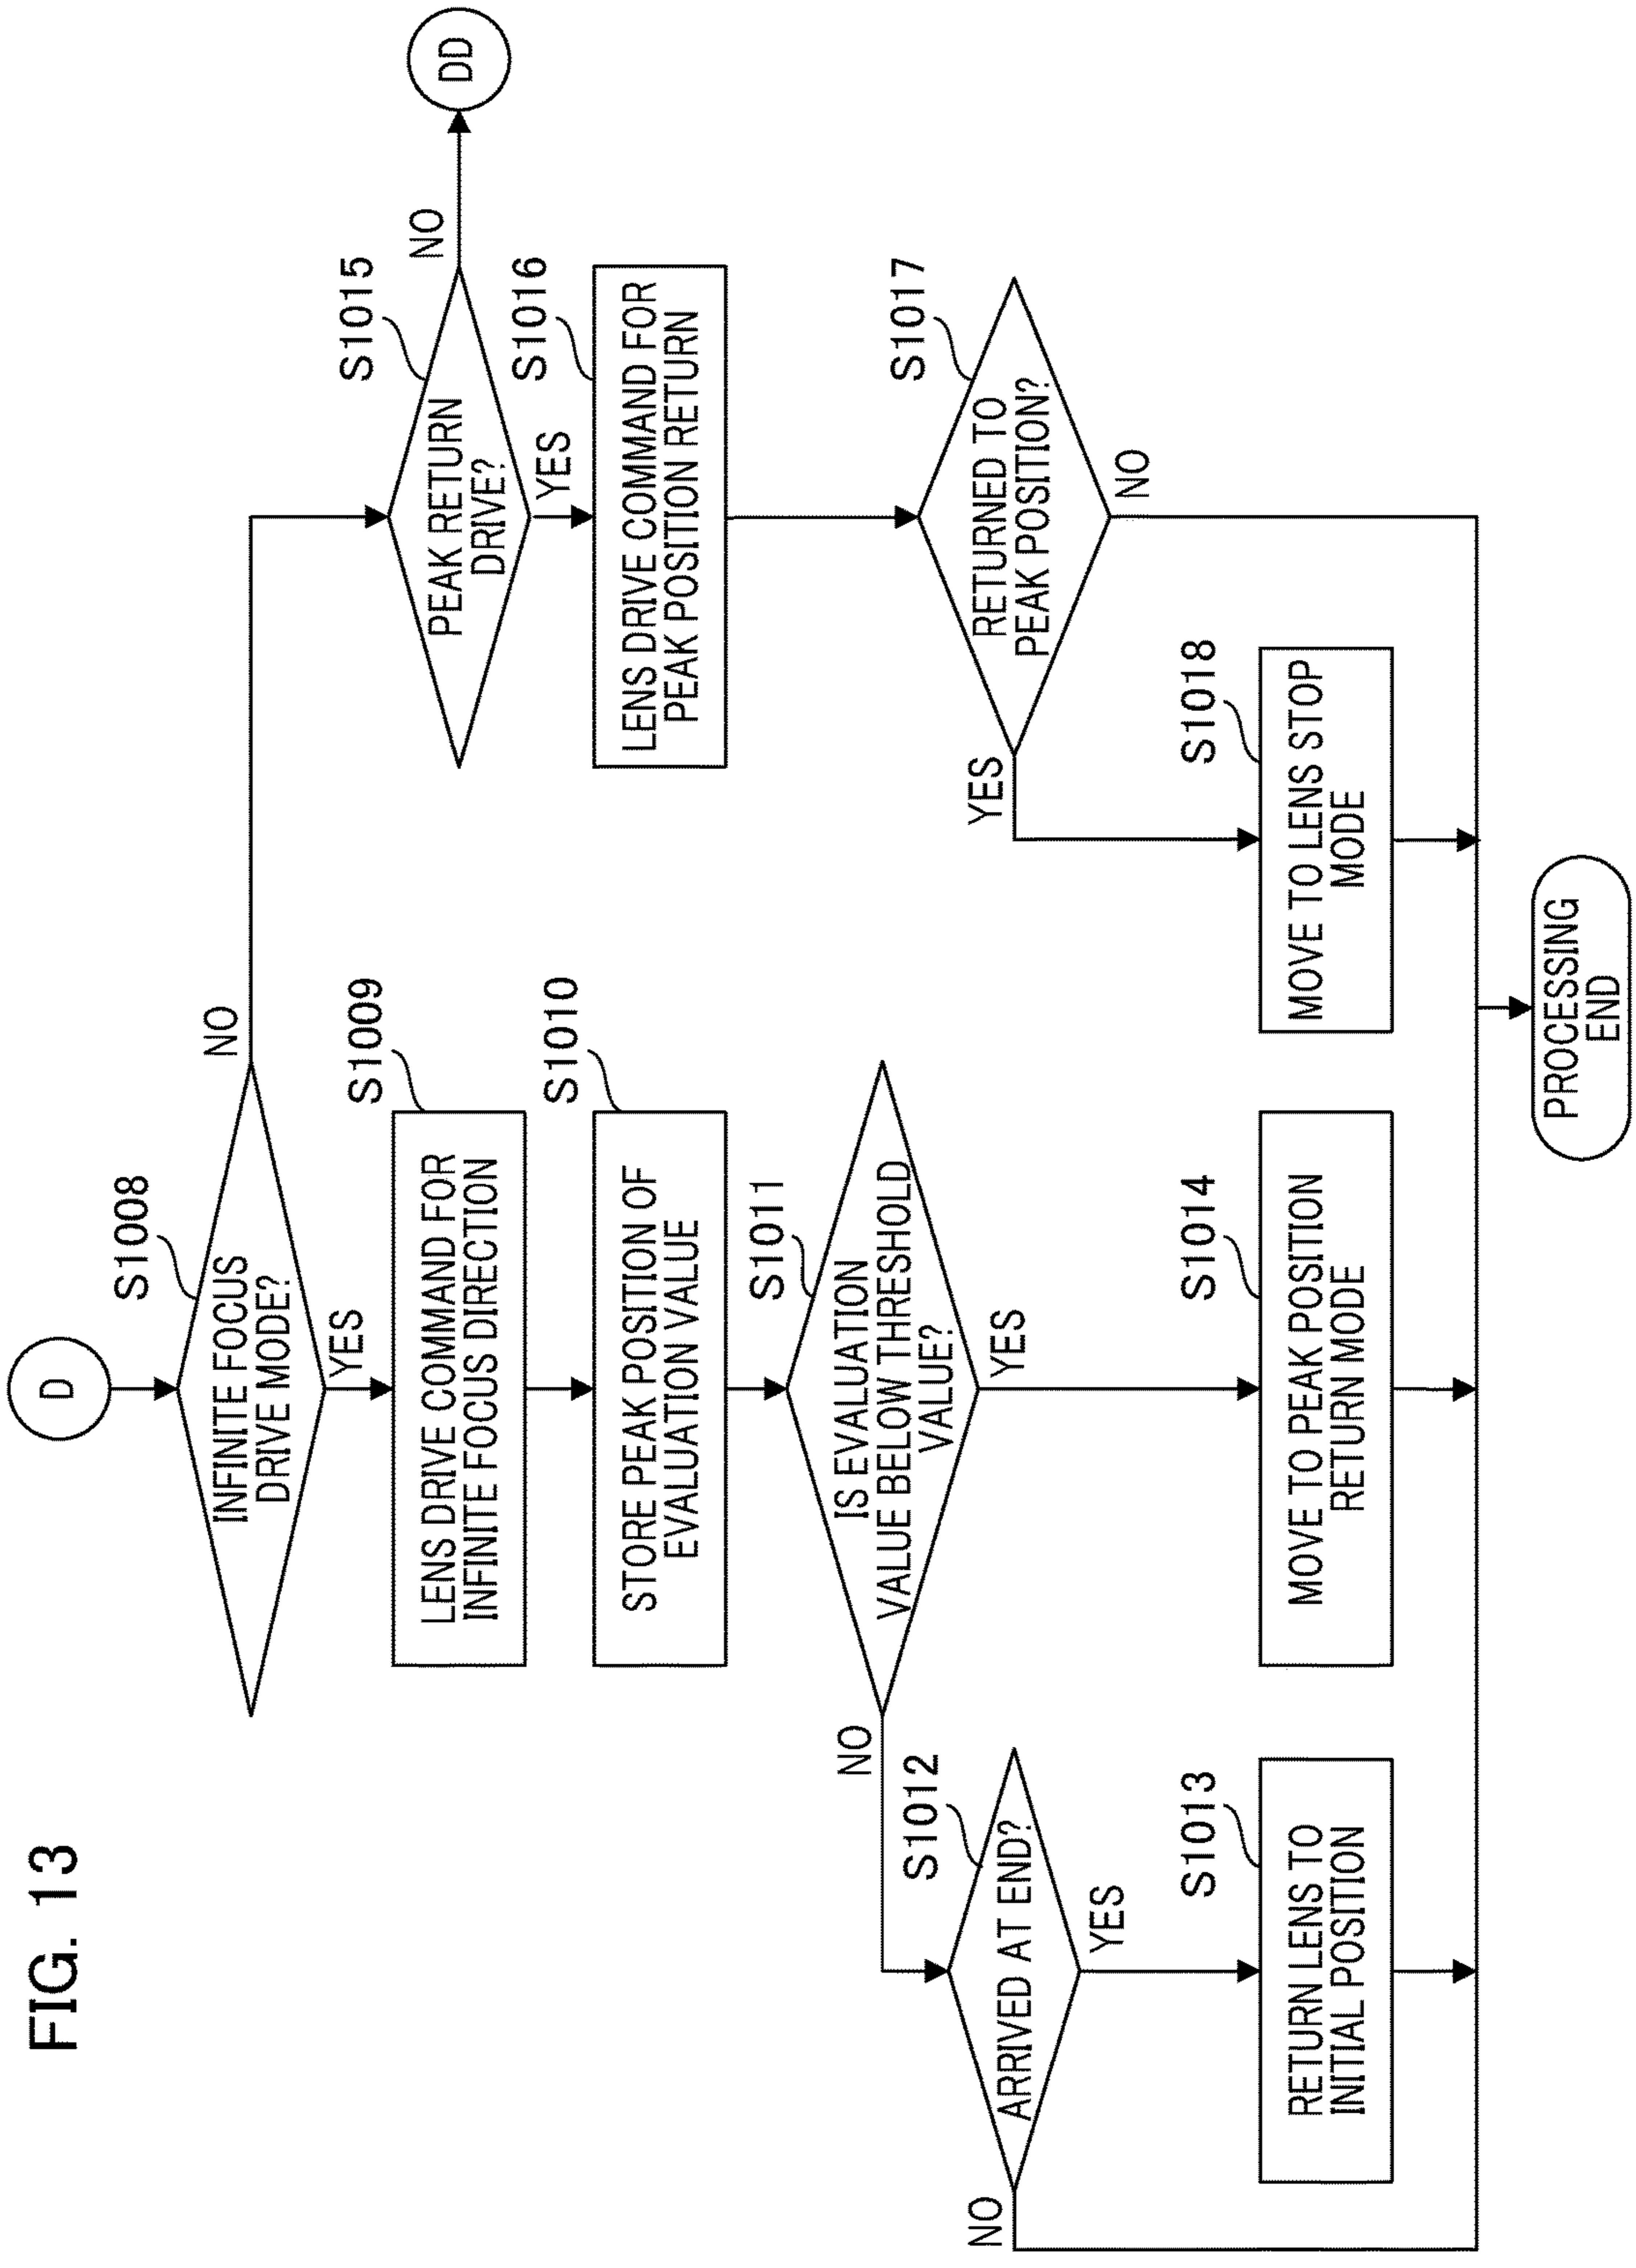 FIG. 13
D
S1008
INFINITE FOCUS
DRIVE MODE?
NO
YES
S1009
LENS DRIVE COMMAND FOR
INFINITE FOCUS DIRECTION
S1010
STORE PEAK POSITION OF
EVALUATION VALUE
S1011
IS EVALUATION
VALUE BELOW THRESHOLD
VALUE?
NO
YES
S1012
ARRIVED AT END?
NO
YES
S1013
RETURN LENS TO
INITIAL POSITION
S1014
MOVE TO PEAK POSITION
RETURN MODE
S1015
PEAK RETURN
DRIVE?
NO
DD
YES
S1016
LENS DRIVE COMMAND FOR
PEAK POSITION RETURN
S1017
RETURNED TO
PEAK POSITION?
YES
NO
S1018
MOVE TO LENS STOP
MODE
PROCESSING
END